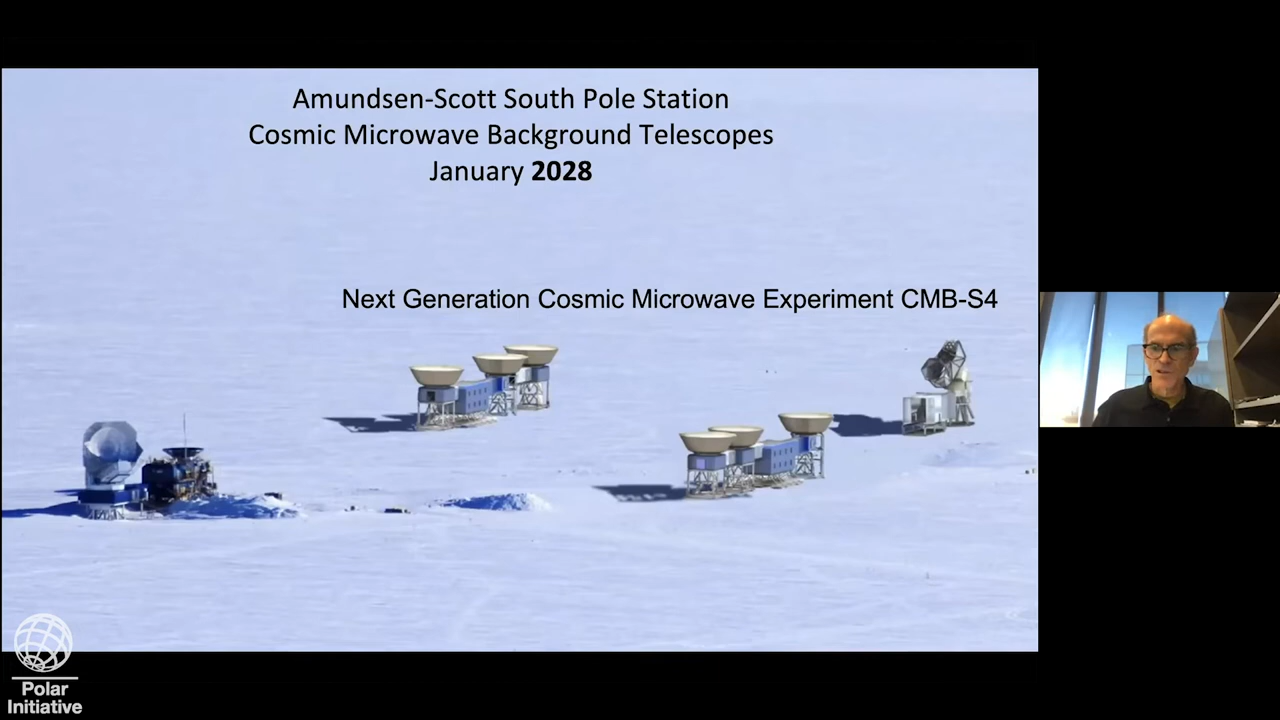 Amundsen-Scott South Pole Station
Cosmic Microwave Background Telescopes
January 2028
Next Generation Cosmic Microwave Experiment CMB-S4
Polar
Initiative